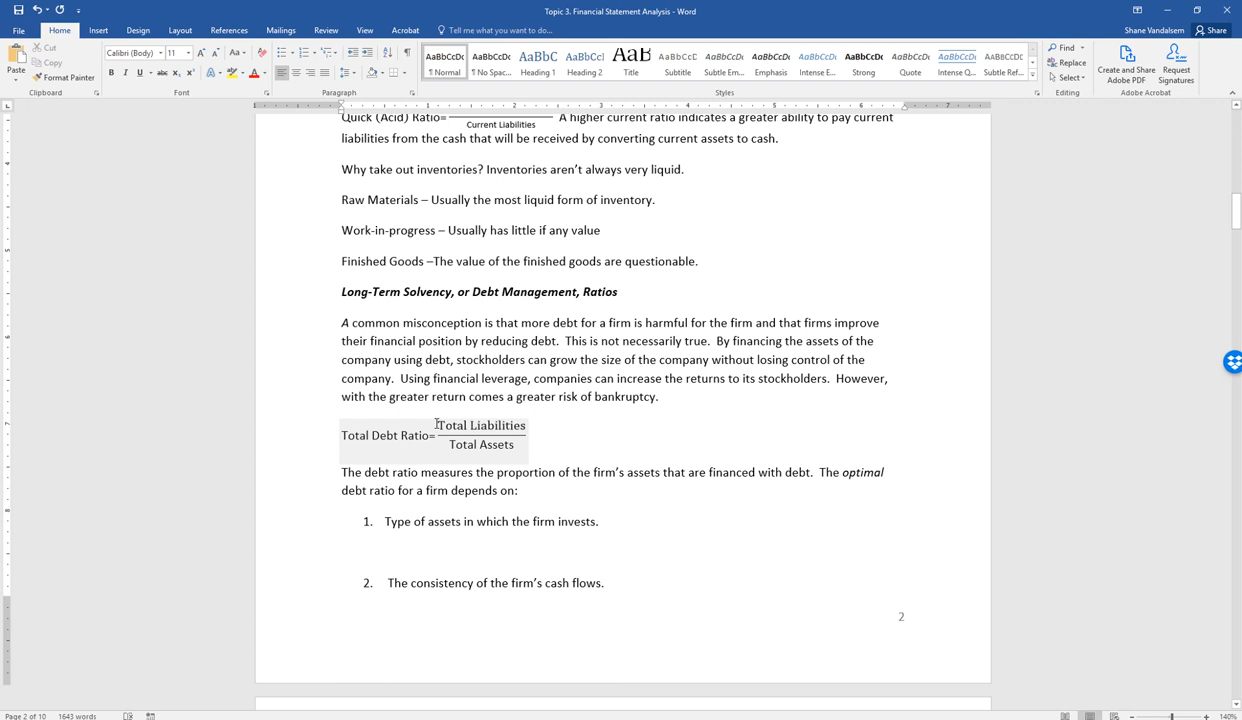 Topic 3. Financial Statement Analysis - Word
Shane Vandalsem
Share
File Home Insert Design Layout References Mailings Review View Acrobat Tell me what you want to do...
Paste
Cut
Copy
Format Painter
Clipboard
Calibri (Body) 11
Font
Paragraph
AaBbCcDc AaBbCcDc AaBbC AaBbCcl AaB AaBbCcD AaBbCcDc AaBbCcDc AaBbCcDc AaBbCcDc AaBbCcDc AaBbCcDc AaBbCcDc
¶ Normal ¶ No Spac... Heading 1 Heading 2 Title Subtitle Subtle Em... Emphasis Intense E... Strong Quote Intense Q... Subtle Ref...
Styles
Find
Replace
Select
Editing
Create and Share
Adobe PDF
Request
Signatures
Adobe Acrobat
Quick (Acid) Ratio= Current Liabilities A higher current ratio indicates a greater ability to pay current
liabilities from the cash that will be received by converting current assets to cash.
Why take out inventories? Inventories aren't always very liquid.
Raw Materials – Usually the most liquid form of inventory.
Work-in-progress – Usually has little if any value
Finished Goods –The value of the finished goods are questionable.
Long-Term Solvency, or Debt Management, Ratios
A common misconception is that more debt for a firm is harmful for the firm and that firms improve
their financial position by reducing debt. This is not necessarily true. By financing the assets of the
company using debt, stockholders can grow the size of the company without losing control of the
company. Using financial leverage, companies can increase the returns to its stockholders. However,
with the greater return comes a greater risk of bankruptcy.
Total Liabilities
Total Debt Ratio=
Total Assets
The debt ratio measures the proportion of the firm's assets that are financed with debt. The optimal
debt ratio for a firm depends on:
1. Type of assets in which the firm invests.
2. The consistency of the firm's cash flows.
2
Page 2 of 10 1643 words
140%